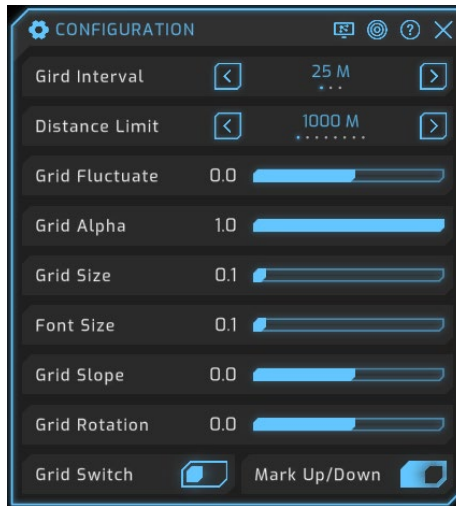 CONFIGURATION
Gird Interval 25 M
Distance Limit 1000 M
Grid Fluctuate 0.0
Grid Alpha 1.0
Grid Size 0.1
Font Size 0.1
Grid Slope 0.0
Grid Rotation 0.0
Grid Switch Mark Up/Down